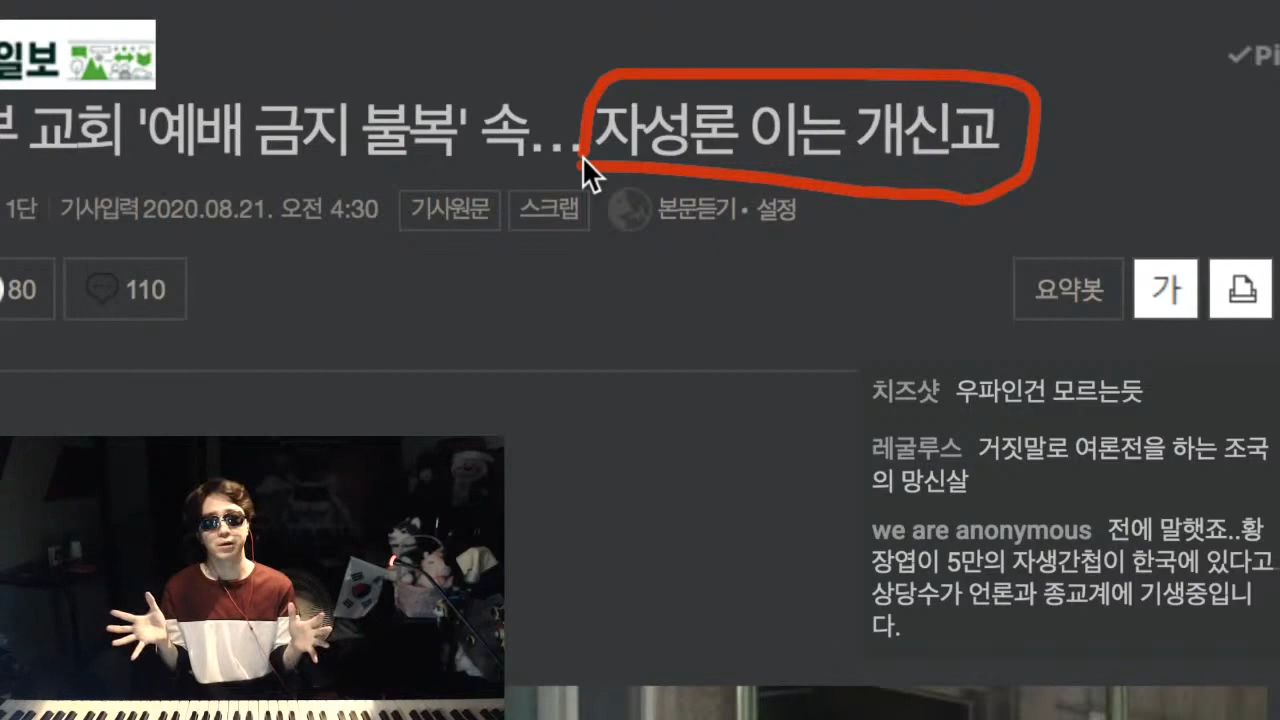 일보
Pi
부 교회 '예배 금지 불복' 속… 자성론 이는 개신교
1단 기사입력 2020.08.21. 오전 4:30 기사원문 스크랩 본문듣기 · 설정
80 110 요약봇 가
치즈샷 우파인건 모르는듯
레굴루스 거짓말로 여론전을 하는 조국
의 망신살
we are anonymous 전에 말햇죠..황
장엽이 5만의 자생간첩이 한국에 있다고
상당수가 언론과 종교계에 기생중입니
다.